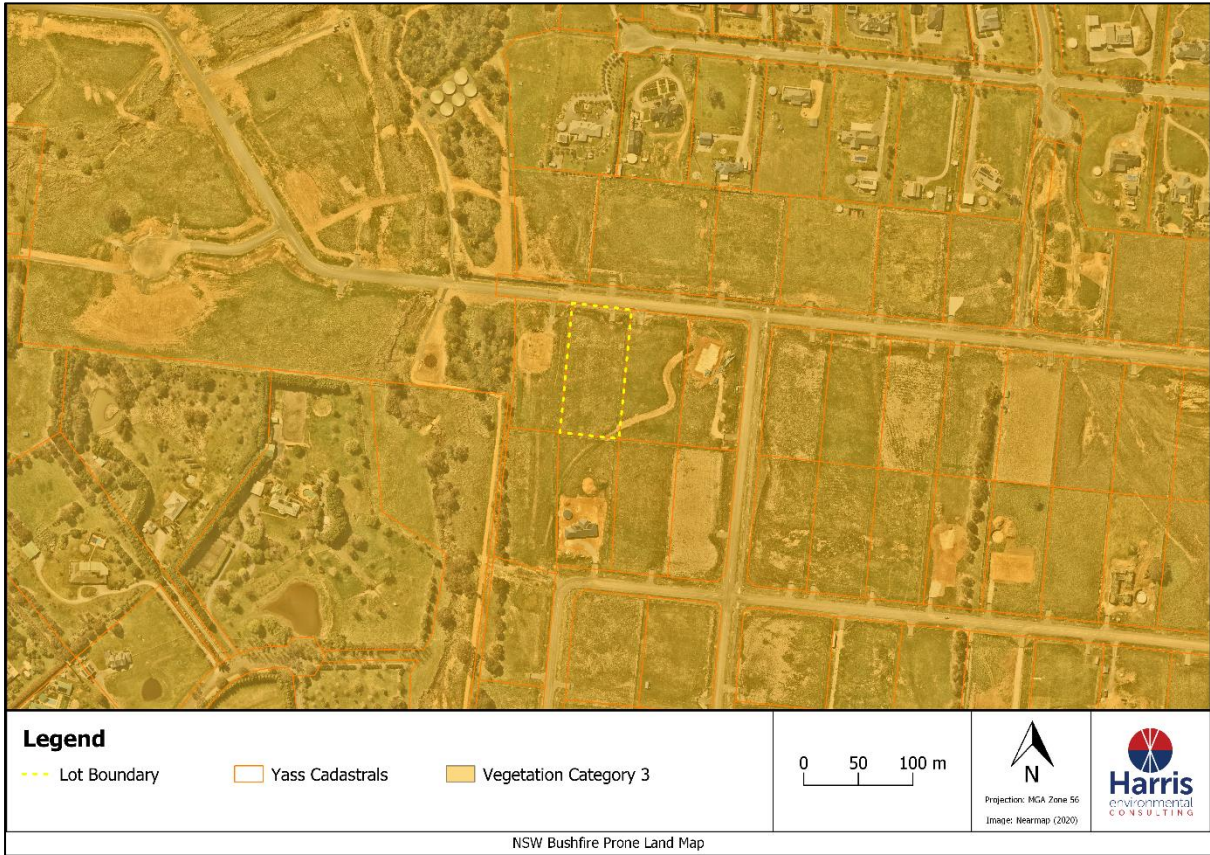 Legend
Lot Boundary
Yass Cadastrals
Vegetation Category 3
0 50 100 m
N
Projection: MGA Zone 56
Image: Nearmap (2020)
Harris
environmental
CONSULTING
NSW Bushfire Prone Land Map